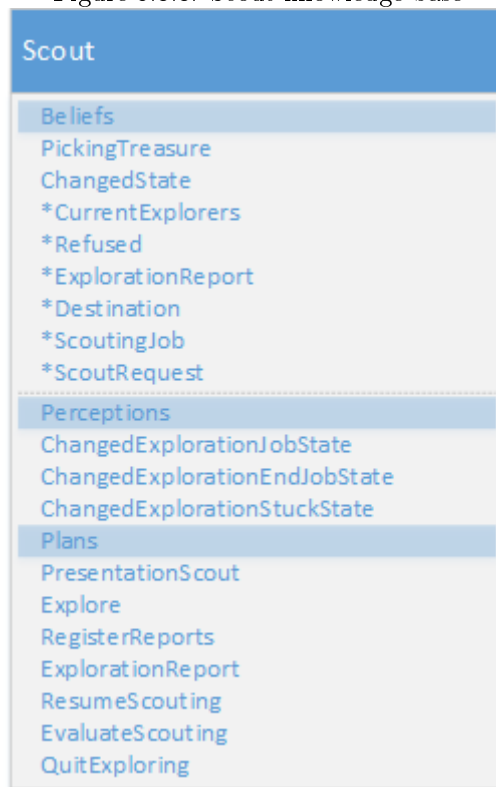 Scout
Beliefs
PickingTreasure
ChangedState
*CurrentExplorers
*Refused
*ExplorationReport
*Destination
*ScoutingJob
*ScoutRequest
Perceptions
ChangedExplorationJobState
ChangedExplorationEndJobState
ChangedExplorationStuckState
Plans
PresentationScout
Explore
RegisterReports
ExplorationReport
ResumeScouting
EvaluateScouting
QuitExploring